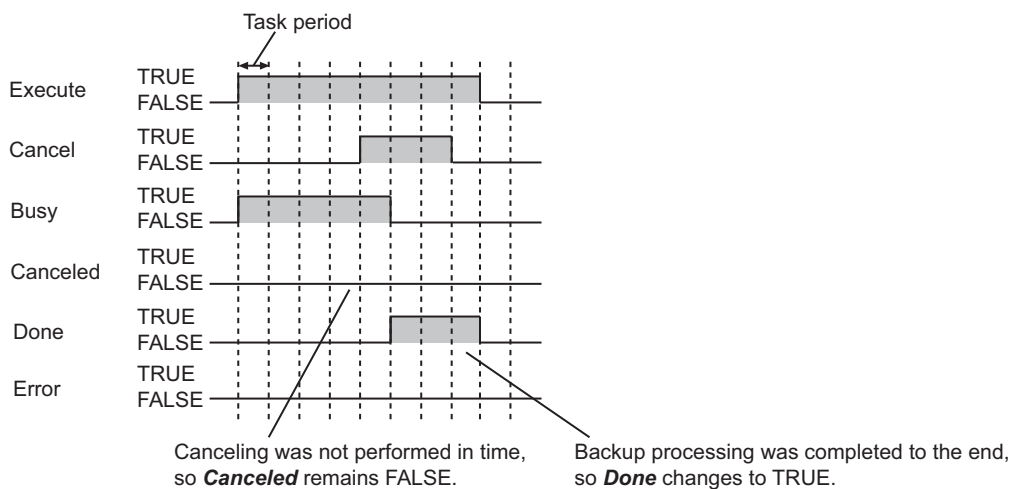 Task period
Execute
TRUE
FALSE
Cancel
TRUE
FALSE
Busy
TRUE
FALSE
Canceled
TRUE
FALSE
Done
TRUE
FALSE
Error
TRUE
FALSE
Canceling was not performed in time,
so Canceled remains FALSE.
Backup processing was completed to the end,
so Done changes to TRUE.